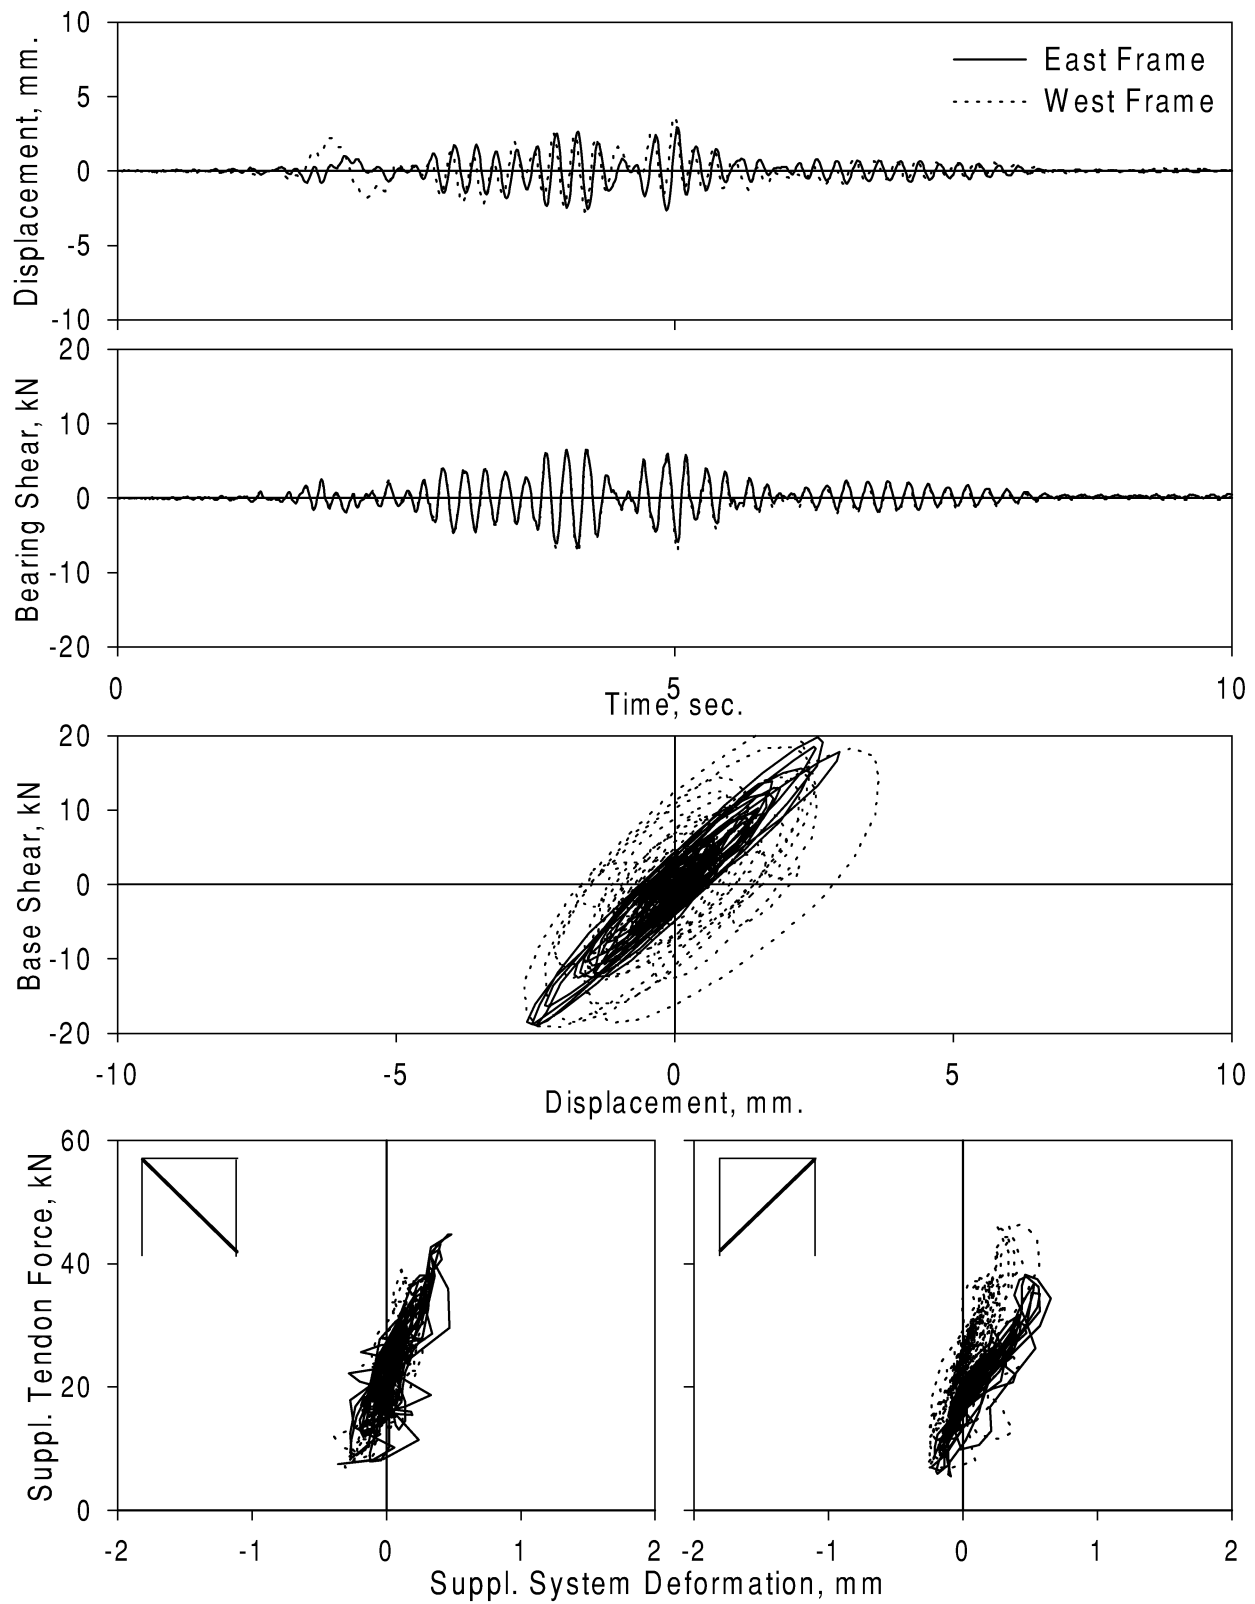 10
5
0
-5
-10
Displacement, mm.
East Frame
West Frame
20
10
0
-10
-20
Bearing Shear, kN
0 5 10
Time, sec.
20
10
0
-10
-20
Base Shear, kN
-10 -5 0 5 10
Displacement, mm.
60
40
20
0
Suppl. Tendon Force, kN
-2 -1 0 1 2 -2 -1 0 1 2
Suppl. System Deformation, mm